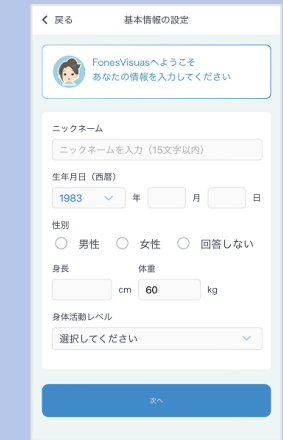 戻る 基本情報の設定
FonesVisuasへようこそ
あなたの情報を入力してください
ニックネーム
ニックネームを入力（15文字以内）
生年月日（西暦）
1983 年 月 日
性別
男性 女性 回答しない
身長 体重
cm 60 kg
身体活動レベル
選択してください
次へ